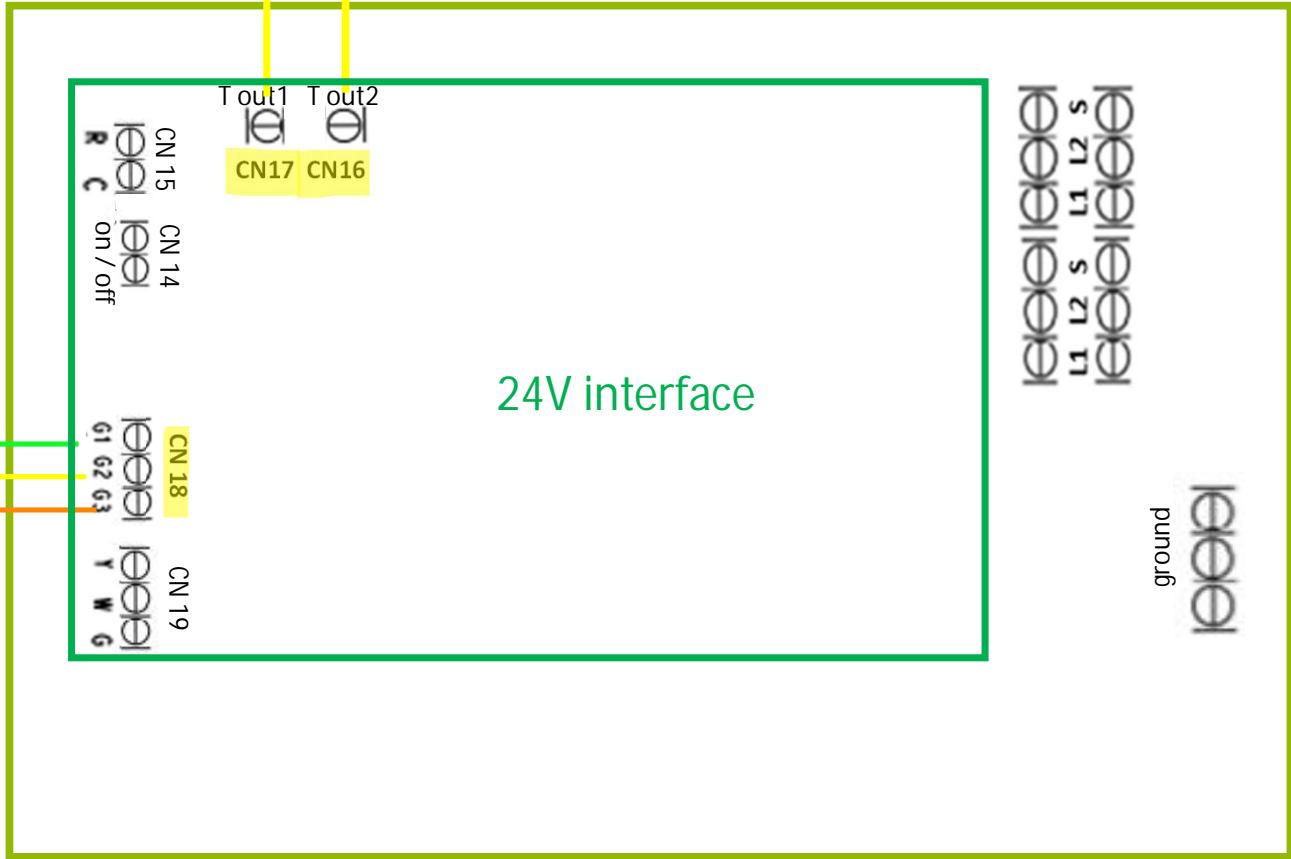 T out1 T out2
CN17 CN16
R C
CN 15
on / off
CN 14
24V interface
G1 G2 G3
CN 18
Y W G
CN 19
S L2 L1
S L2 L1
ground